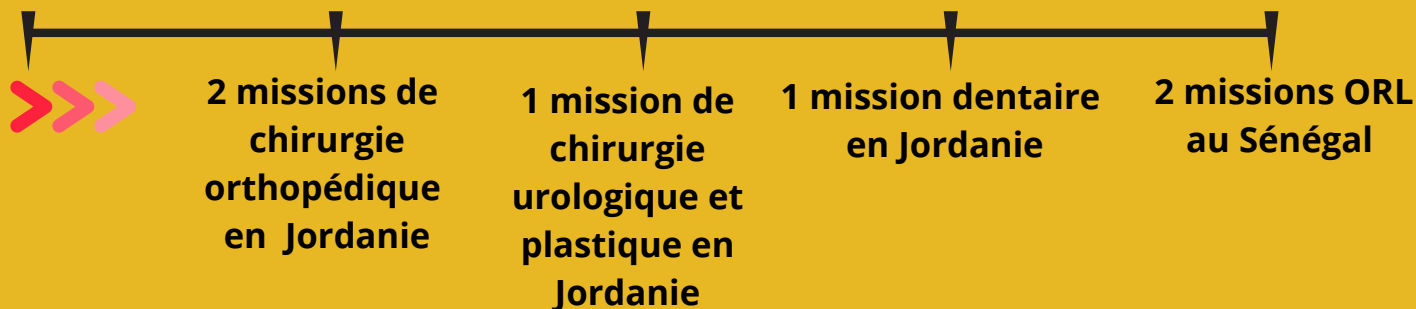 2 missions de
chirurgie
orthopédique
en Jordanie
1 mission de
chirurgie
urologique et
plastique en
Jordanie
1 mission dentaire
en Jordanie
2 missions ORL
au Sénégal